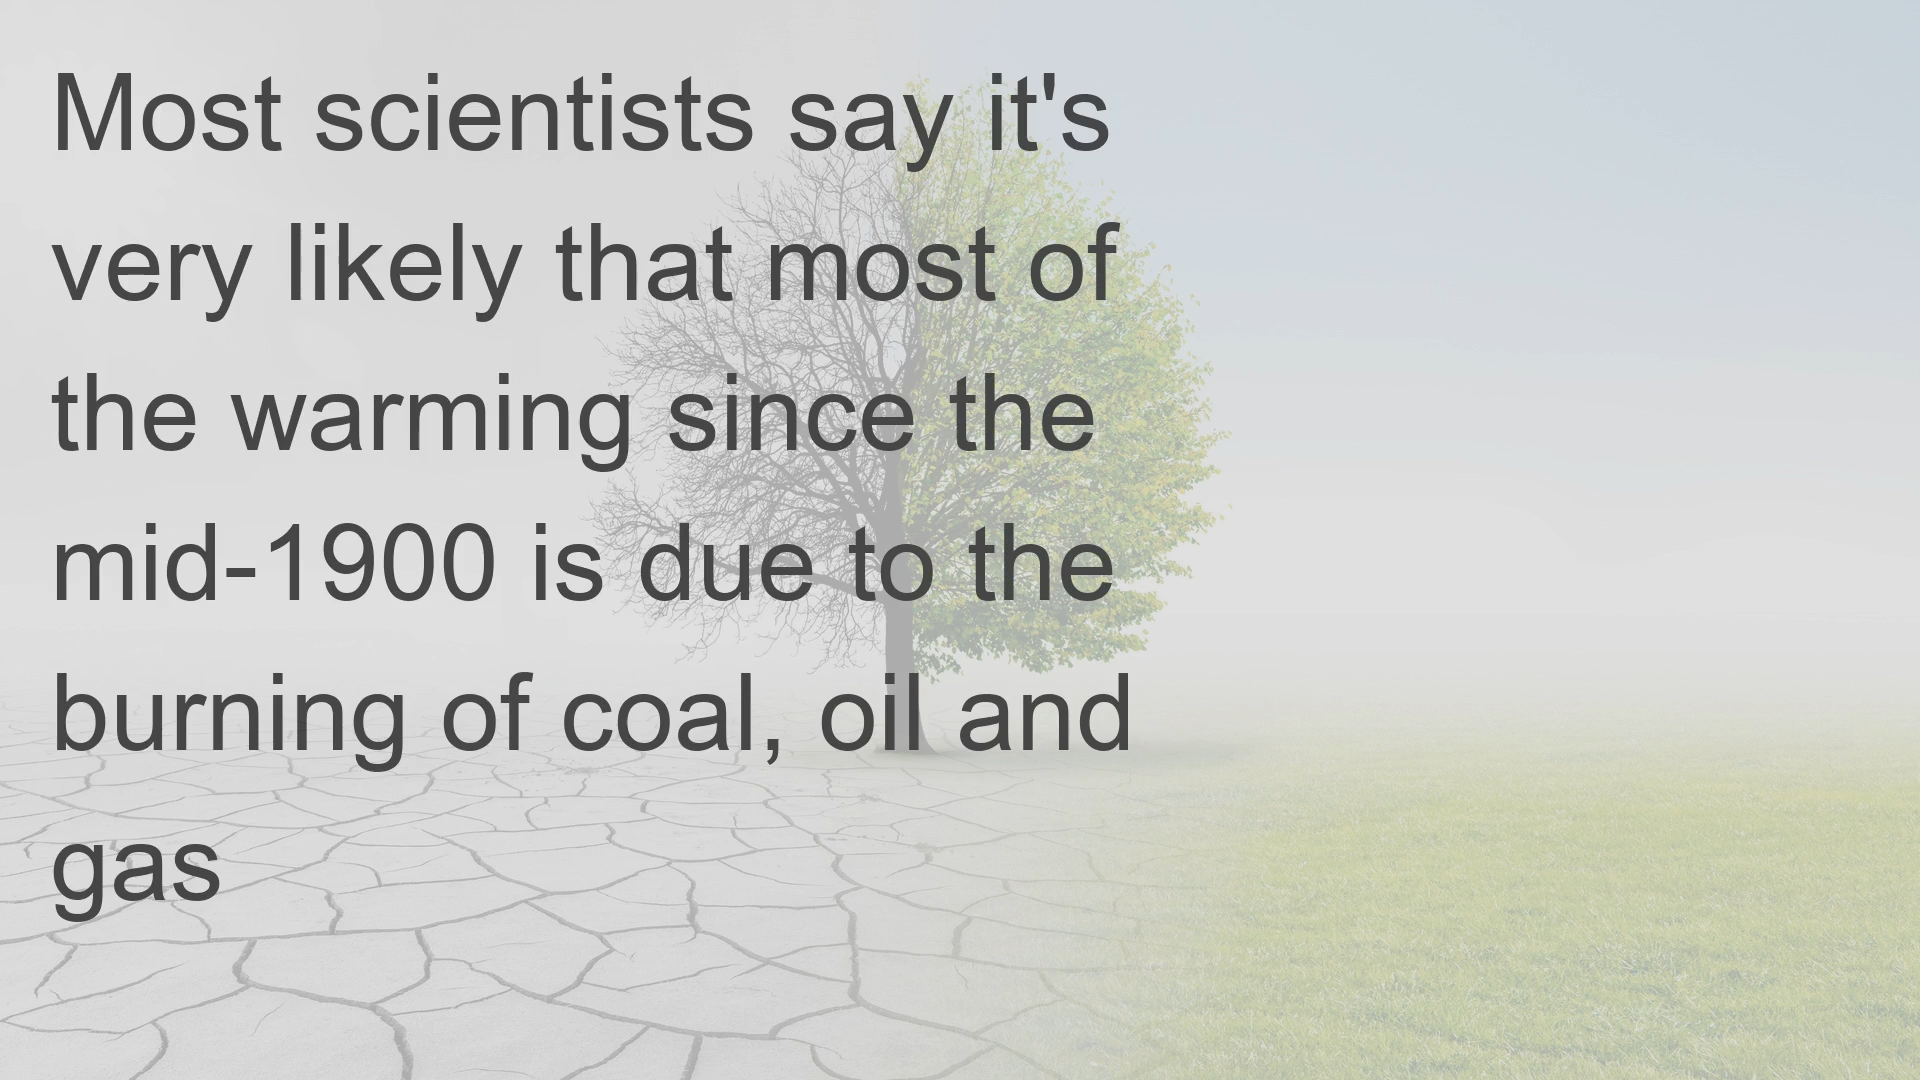 Most scientists say it's
very likely that most of
the warming since the
mid-1900 is due to the
burning of coal, oil and
gas